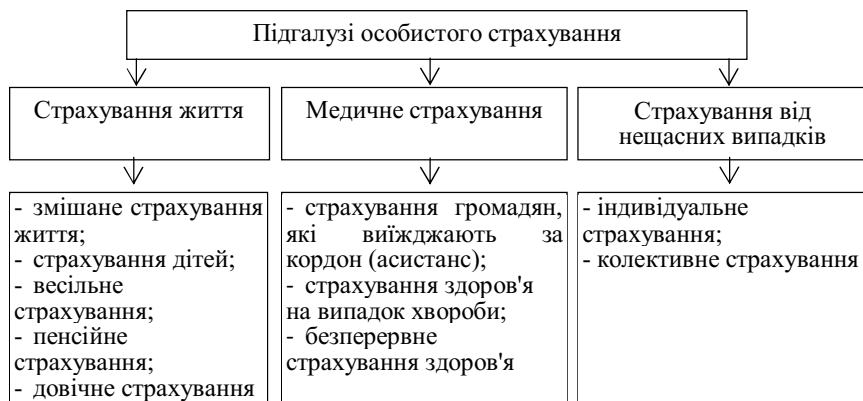 Підгалузі особистого страхування
Страхування життя
Медичне страхування
Страхування від
нещасних випадків
- змішане страхування
життя;
- страхування дітей;
- весільне
страхування;
- пенсійне
страхування;
- довічне страхування
- страхування громадян,
які виїжджають за
кордон (асистанс);
- страхування здоров'я
на випадок хвороби;
- безперервне
страхування здоров'я
- індивідуальне
страхування;
- колективне страхування